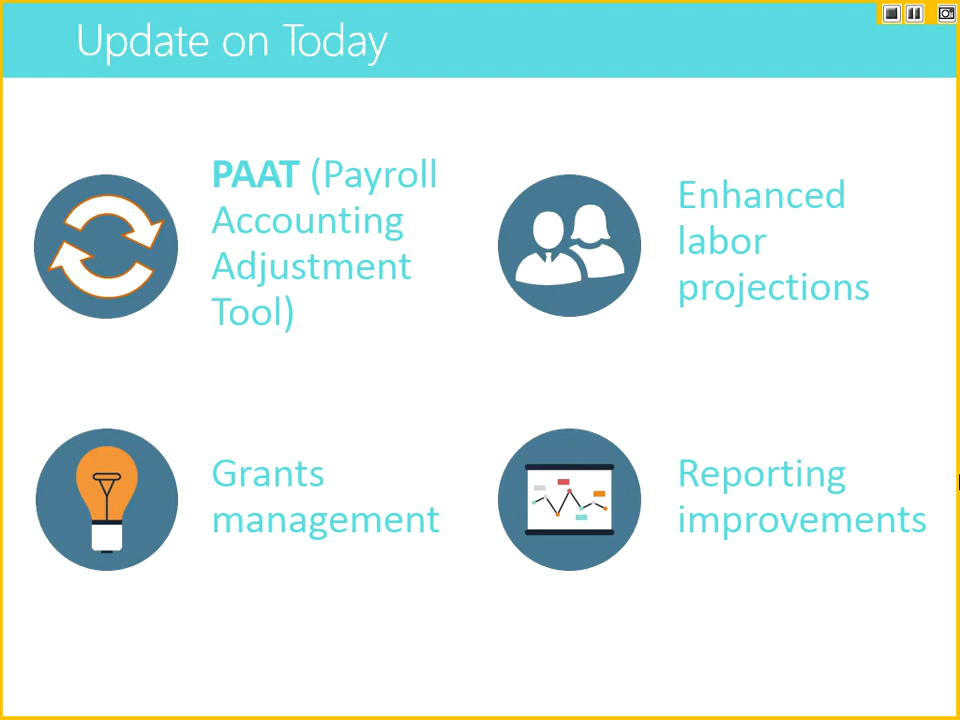 Update on Today
PAAT (Payroll
Accounting
Adjustment
Tool)
Enhanced
labor
projections
Grants
management
Reporting
improvements